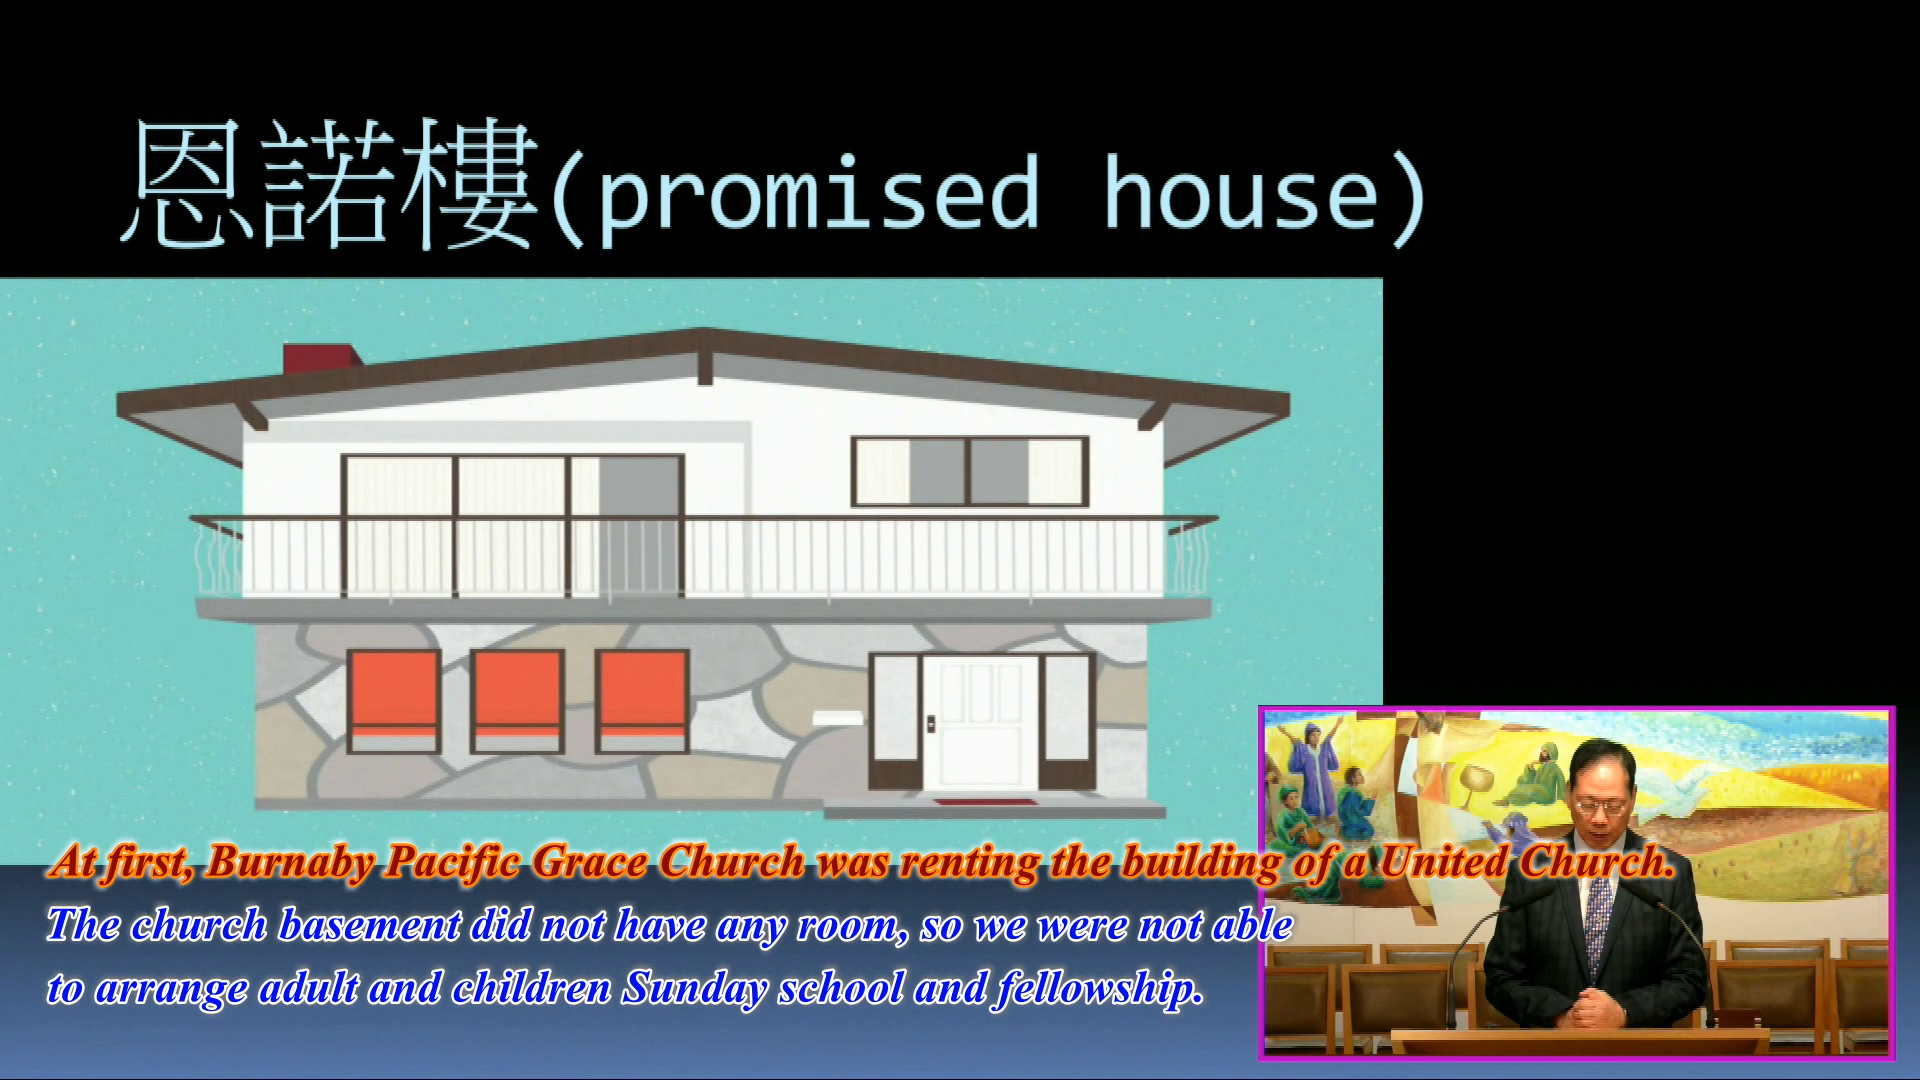 恩諾樓(promised house)
At first, Burnaby Pacific Grace Church was renting the building of a United Church.
The church basement did not have any room, so we were not able
to arrange adult and children Sunday school and fellowship.